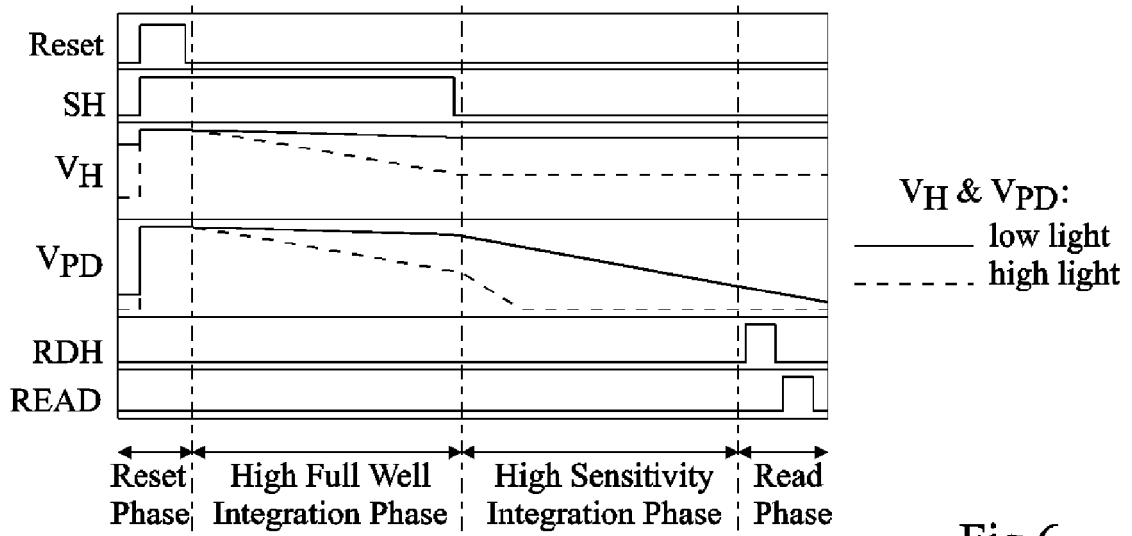 Reset
SH
VH
VPD
RDH
READ
VH & VPD:
low light
high light
Reset Phase
High Full Well Integration Phase
High Sensitivity Integration Phase
Read Phase